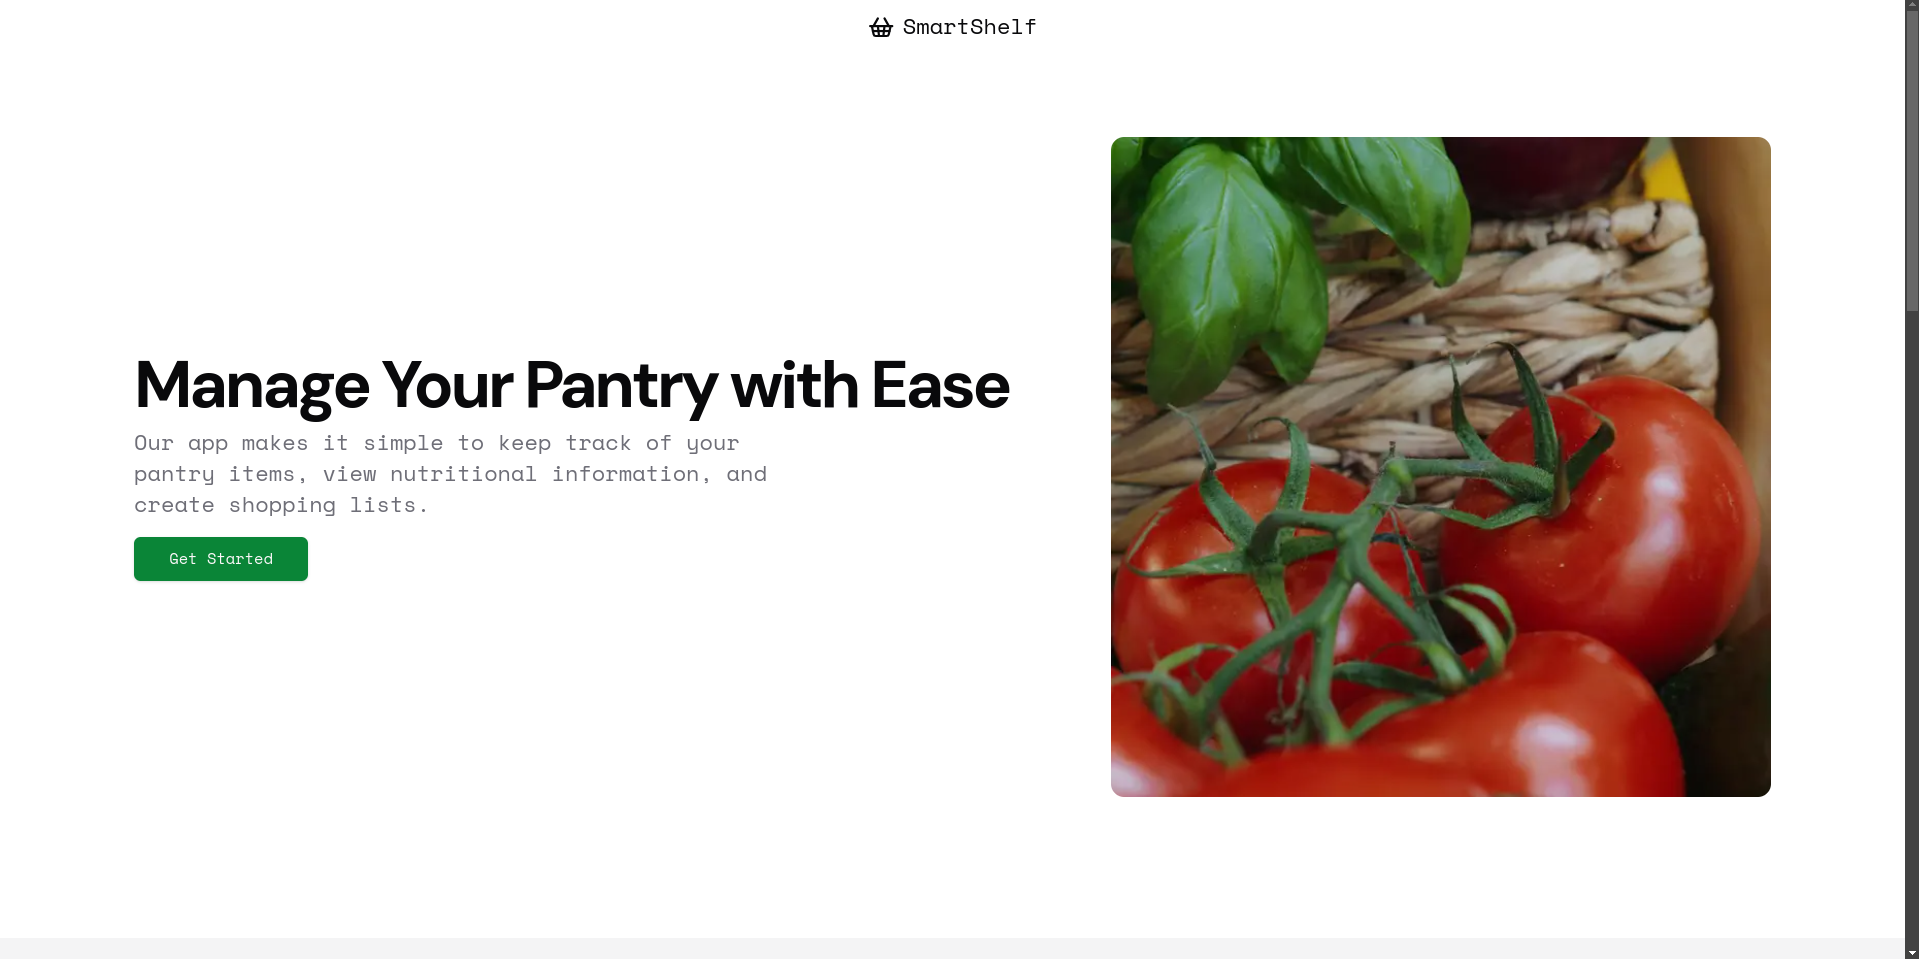 SmartShelf
Manage Your Pantry with Ease
Our app makes it simple to keep track of your
pantry items, view nutritional information, and
create shopping lists.
Get Started